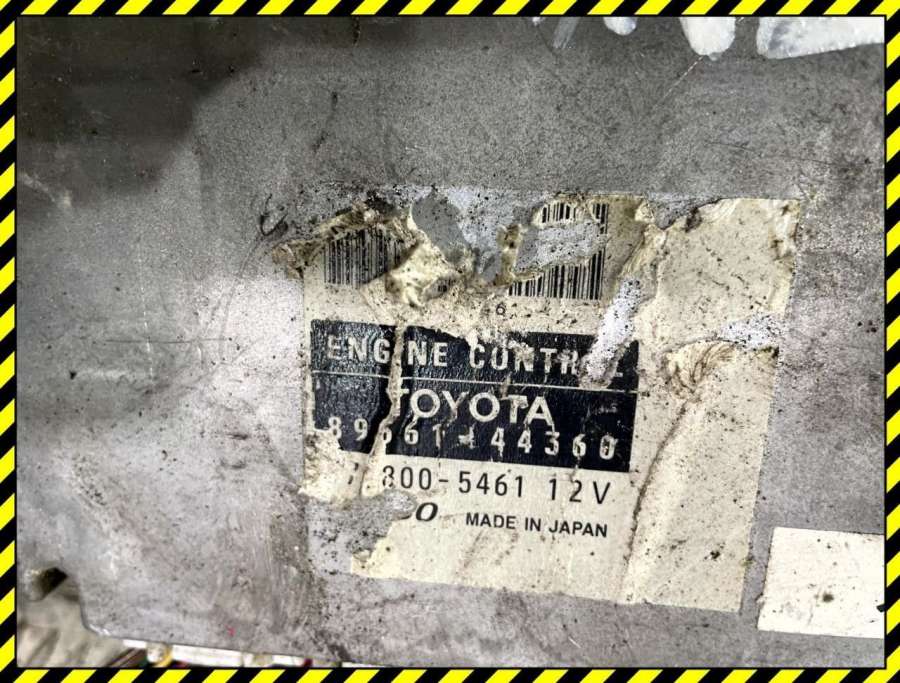 ENGINE CONTROL
TOYOTA
89661-44360
800-5461 12V
MADE IN JAPAN